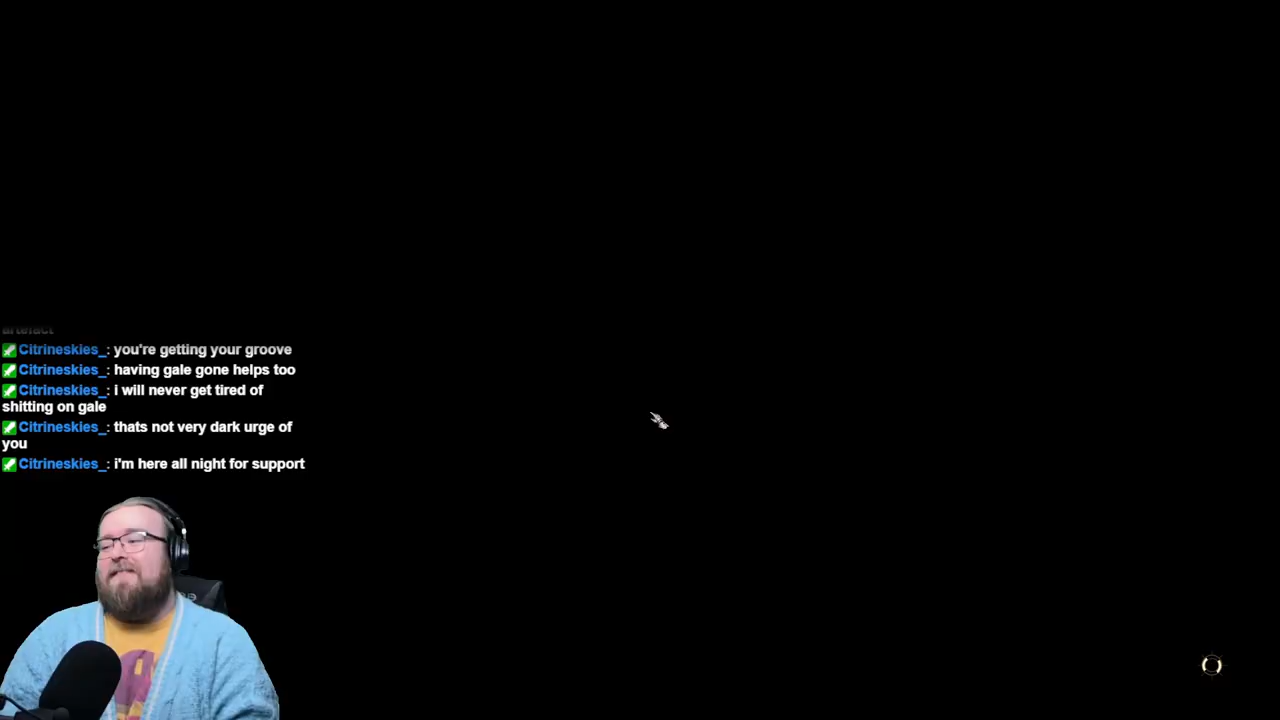 artefact
Citrineskies_: you're getting your groove
Citrineskies_: having gale gone helps too
Citrineskies_: i will never get tired of
shitting on gale
Citrineskies_: thats not very dark urge of
you
Citrineskies_: i'm here all night for support